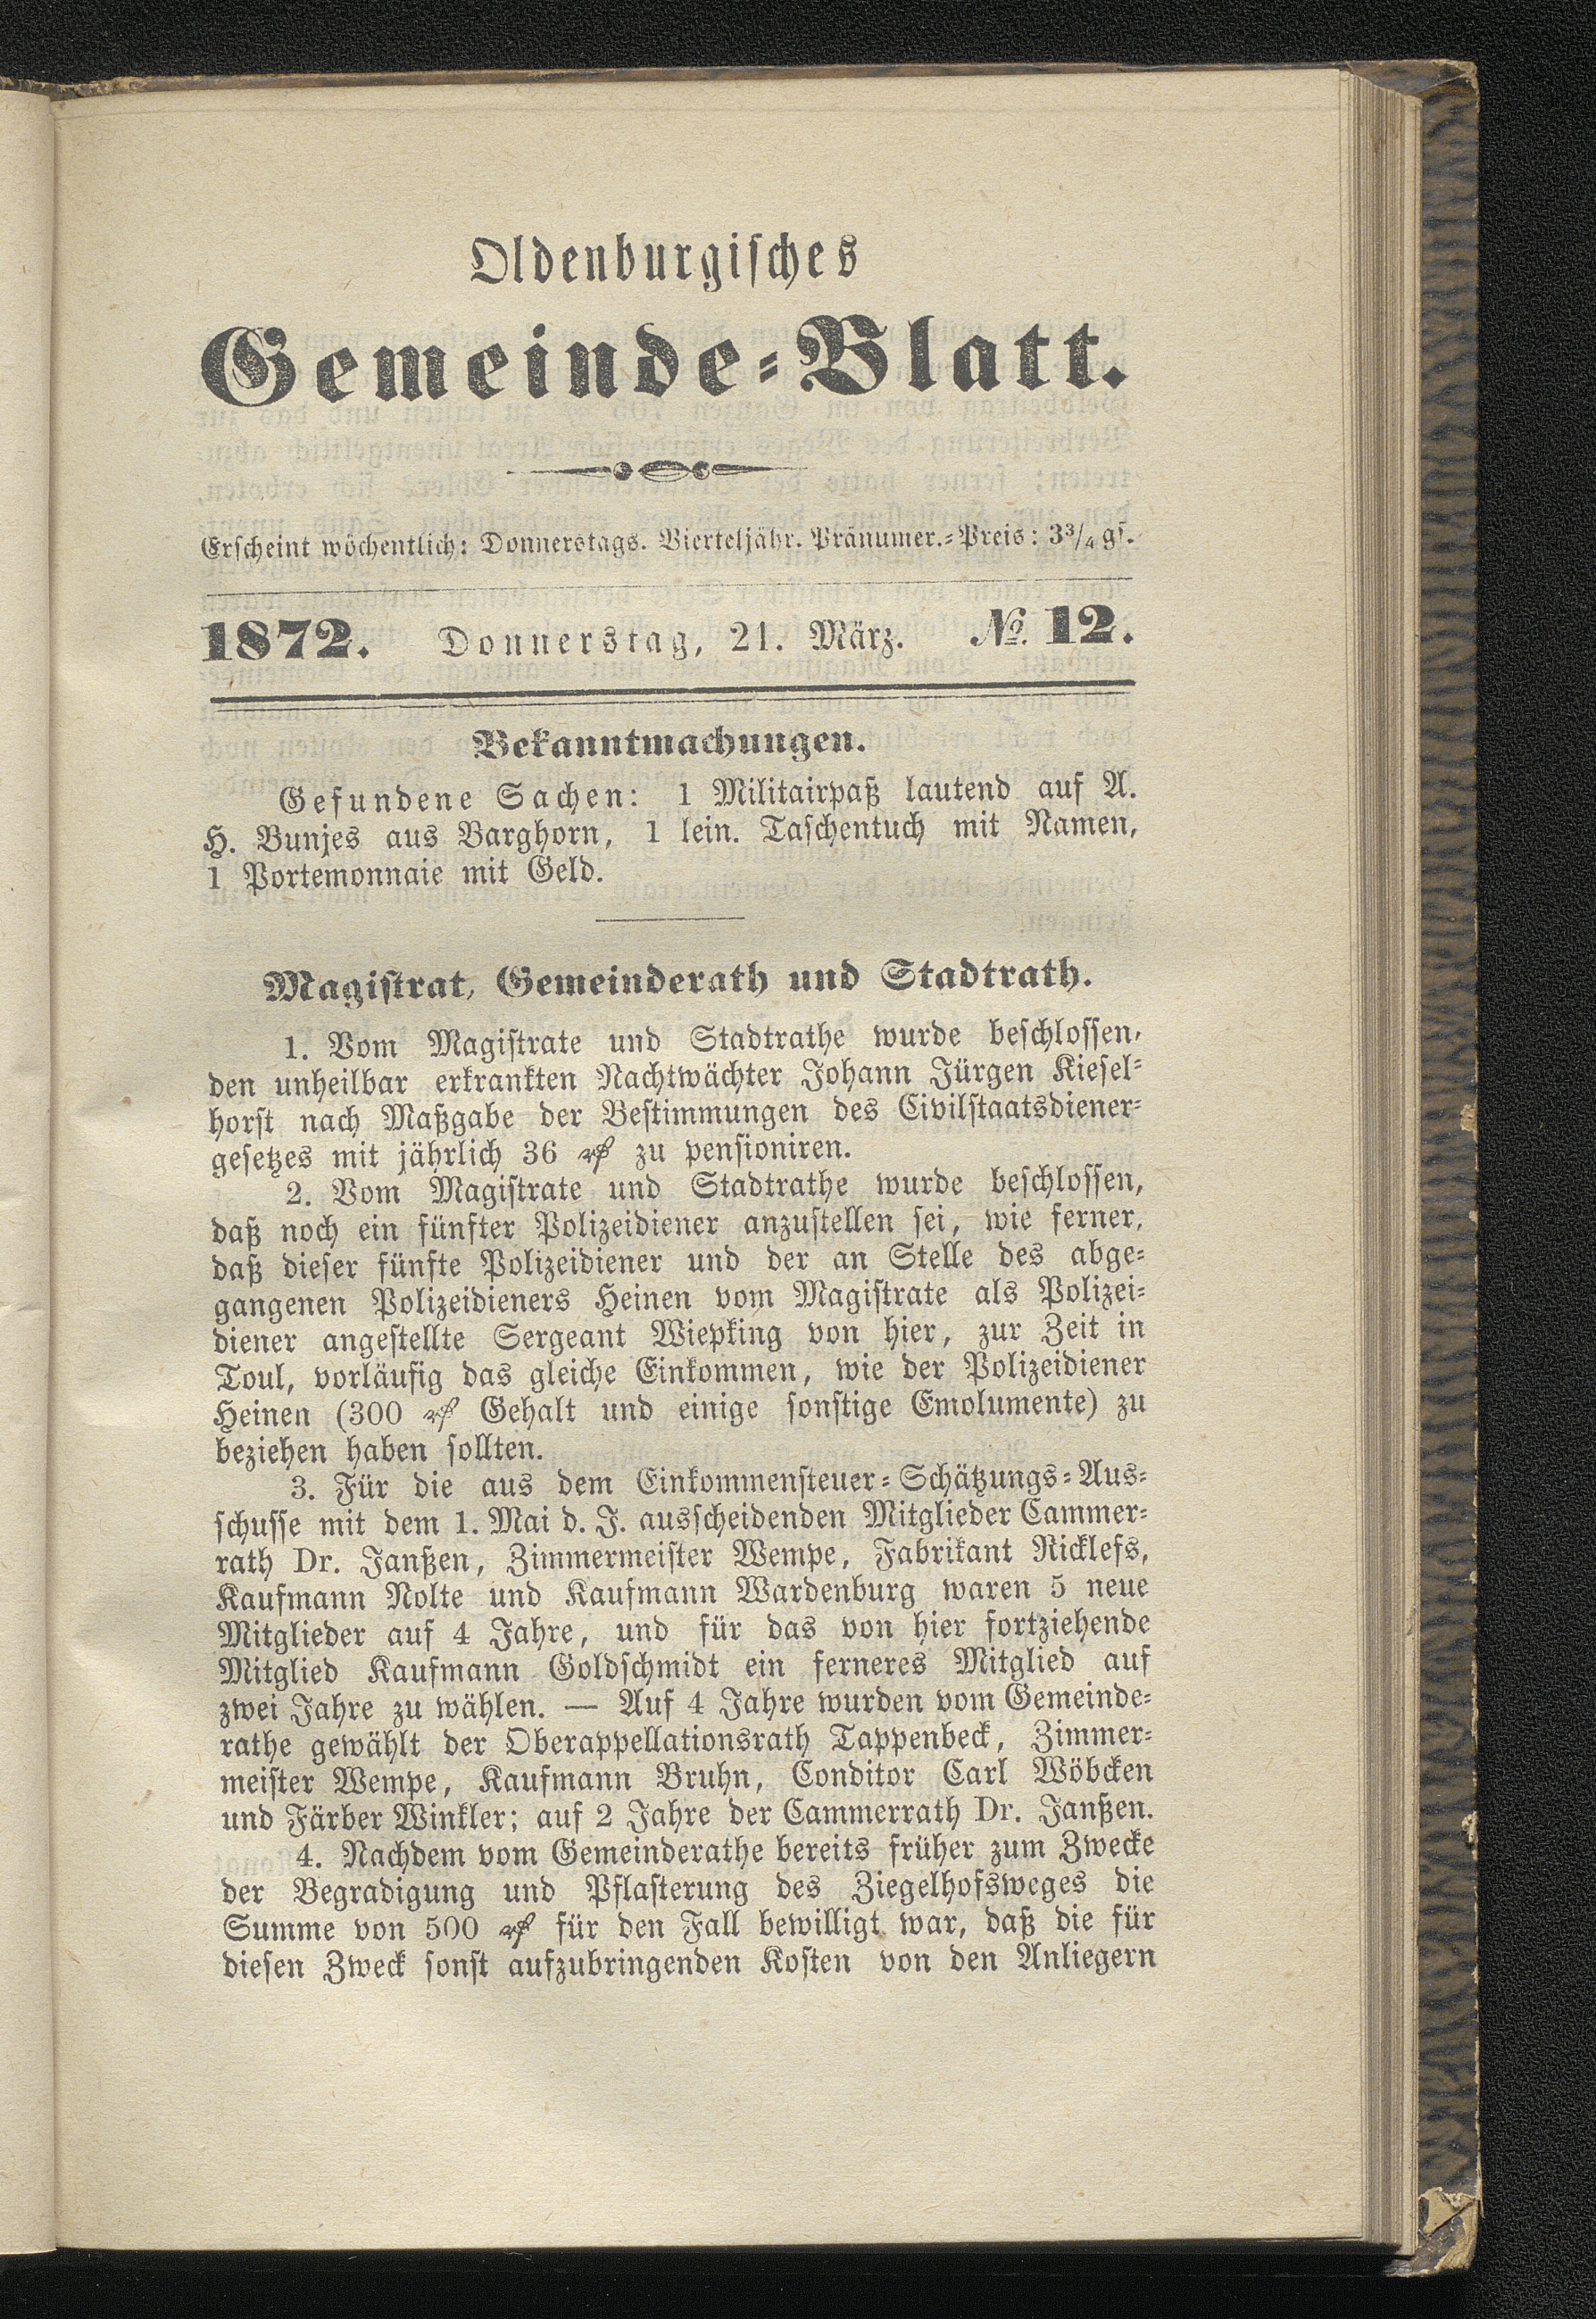 Oldenburgisches
Gemeinde-Blatt.
Erscheint wöchentlich: Donnerstags. Vierteljähr. Pränumer.-Preis: 3¾ gs.
1872. Donnerstag, 21. März. №. 12.
Bekanntmachungen.
Gefundene Sachen: 1 Militairpaß lautend auf A.
H. Bunjes aus Barghorn, 1 lein. Taschentuch mit Namen,
1 Portemonnaie mit Geld.
Magistrat, Gemeinderath und Stadtrath.
1. Vom Magistrate und Stadtrathe wurde beschlossen,
den unheilbar erkrankten Nachtwächter Johann Jürgen Kiesel-
horst nach Maßgabe der Bestimmungen des Civilstaatsdiener-
gesetzes mit jährlich 36 ₰ zu pensioniren.
2. Vom Magistrate und Stadtrathe wurde beschlossen,
daß noch ein fünfter Polizeidiener anzustellen sei, wie ferner,
daß dieser fünfte Polizeidiener und der an Stelle des abge-
gangenen Polizeidieners Heinen vom Magistrate als Polizei-
diener angestellte Sergeant Wiepking von hier, zur Zeit in
Toul, vorläufig das gleiche Einkommen, wie der Polizeidiener
Heinen (300 ₰ Gehalt und einige sonstige Emolumente) zu
beziehen haben sollten.
3. Für die aus dem Einkommensteuer-Schätzungs-Aus-
schusse mit dem 1. Mai d. J. ausscheidenden Mitglieder Cammer-
rath Dr. Janßen, Zimmermeister Wempe, Fabrikant Ricklefs,
Kaufmann Nolte und Kaufmann Wardenburg waren 5 neue
Mitglieder auf 4 Jahre, und für das von hier fortziehende
Mitglied Kaufmann Goldschmidt ein ferneres Mitglied auf
zwei Jahre zu wählen. — Auf 4 Jahre wurden vom Gemeinde-
rathe gewählt der Oberappellationsrath Tappenbeck, Zimmer-
meister Wempe, Kaufmann Bruhn, Conditor Carl Wöbcken
und Färber Winkler; auf 2 Jahre der Cammerrath Dr. Janßen.
4. Nachdem vom Gemeinderathe bereits früher zum Zwecke
der Begradigung und Pflasterung des Ziegelhofsweges die
Summe von 500 ₰ für den Fall bewilligt war, daß die für
diesen Zweck sonst aufzubringenden Kosten von den Anliegern